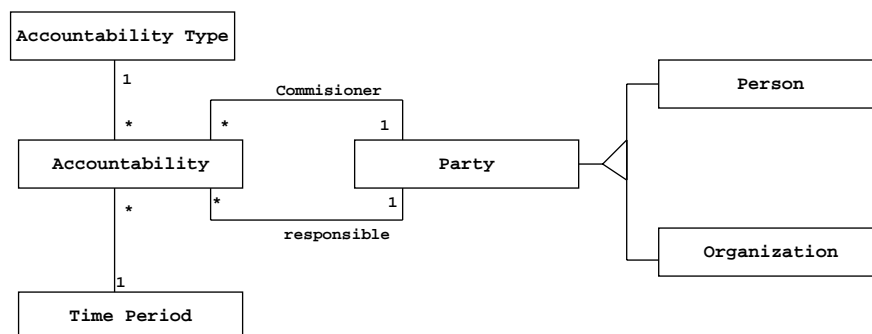 Accountability Type
1
*
Commisioner
*
1
Person
Accountability
Party
*
*
1
responsible
Organization
1
Time Period